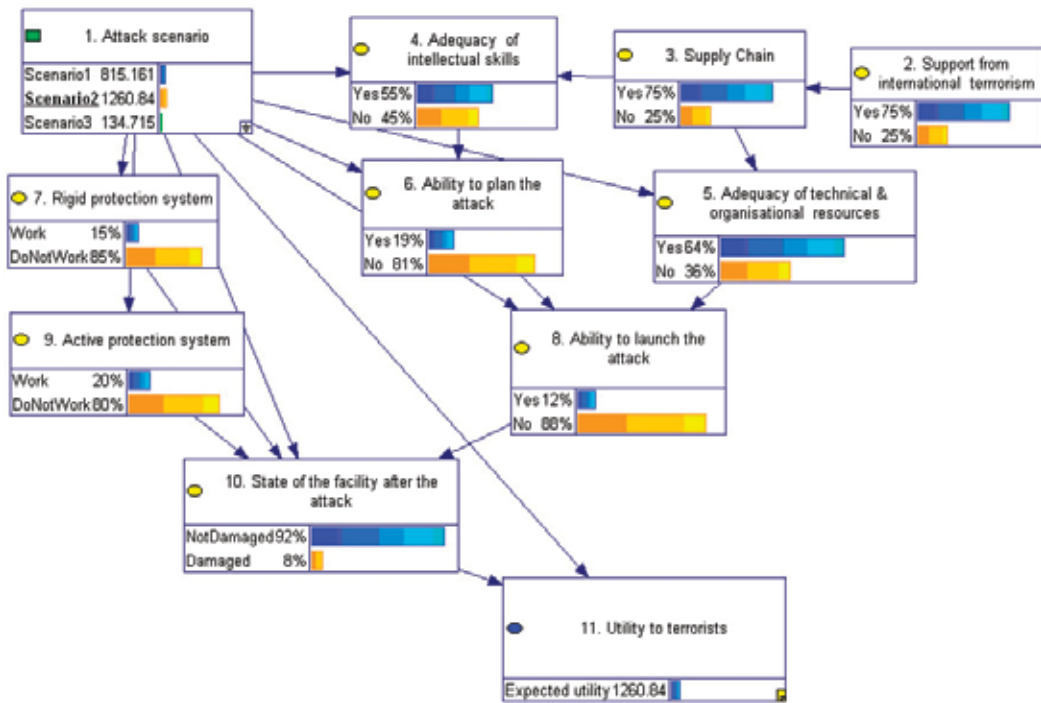 1. Attack scenario
Scenario1 815.161
Scenario2 1260.84
Scenario3 134.715
4. Adequacy of
intellectual skills
Yes 55%
No 45%
3. Supply Chain
Yes 75%
No 25%
2. Support from
international terrrorism
Yes 75%
No 25%
7. Rigid protection system
Work 15%
DoNotWork 85%
6. Ability to plan the
attack
Yes 19%
No 81%
5. Adequacy of technical &
organisational resources
Yes 64%
No 36%
9. Active protection system
Work 20%
DoNotWork 80%
8. Ability to launch the
attack
Yes 12%
No 88%
10. State of the facility after the
attack
NotDamaged 92%
Damaged 8%
11. Utility to terrorists
Expected utility 1260.84